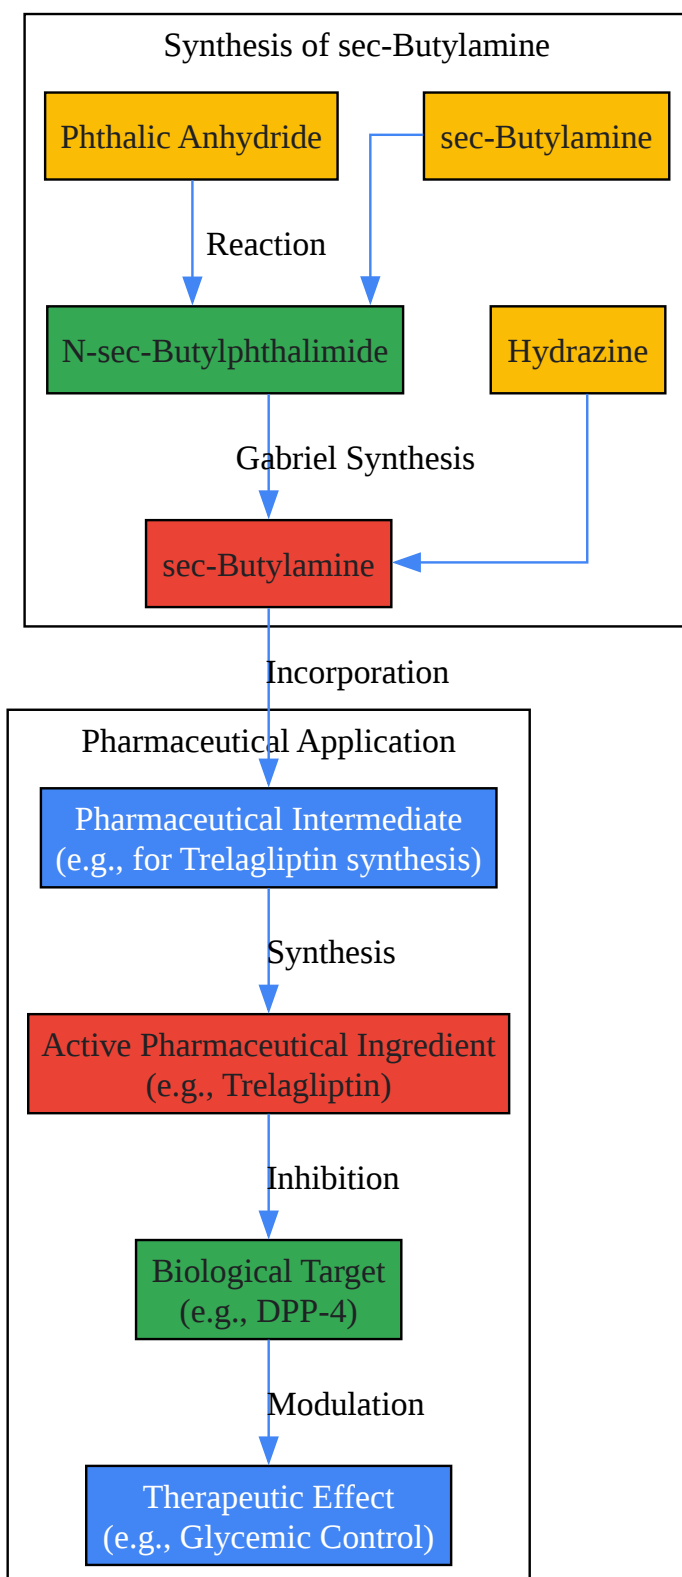 Synthesis of sec-Butylamine
Phthalic Anhydride
sec-Butylamine
Reaction
N-sec-Butylphthalimide
Hydrazine
Gabriel Synthesis
sec-Butylamine
Incorporation
Pharmaceutical Application
Pharmaceutical Intermediate
(e.g., for Trelagliptin synthesis)
Synthesis
Active Pharmaceutical Ingredient
(e.g., Trelagliptin)
Inhibition
Biological Target
(e.g., DPP-4)
Modulation
Therapeutic Effect
(e.g., Glycemic Control)